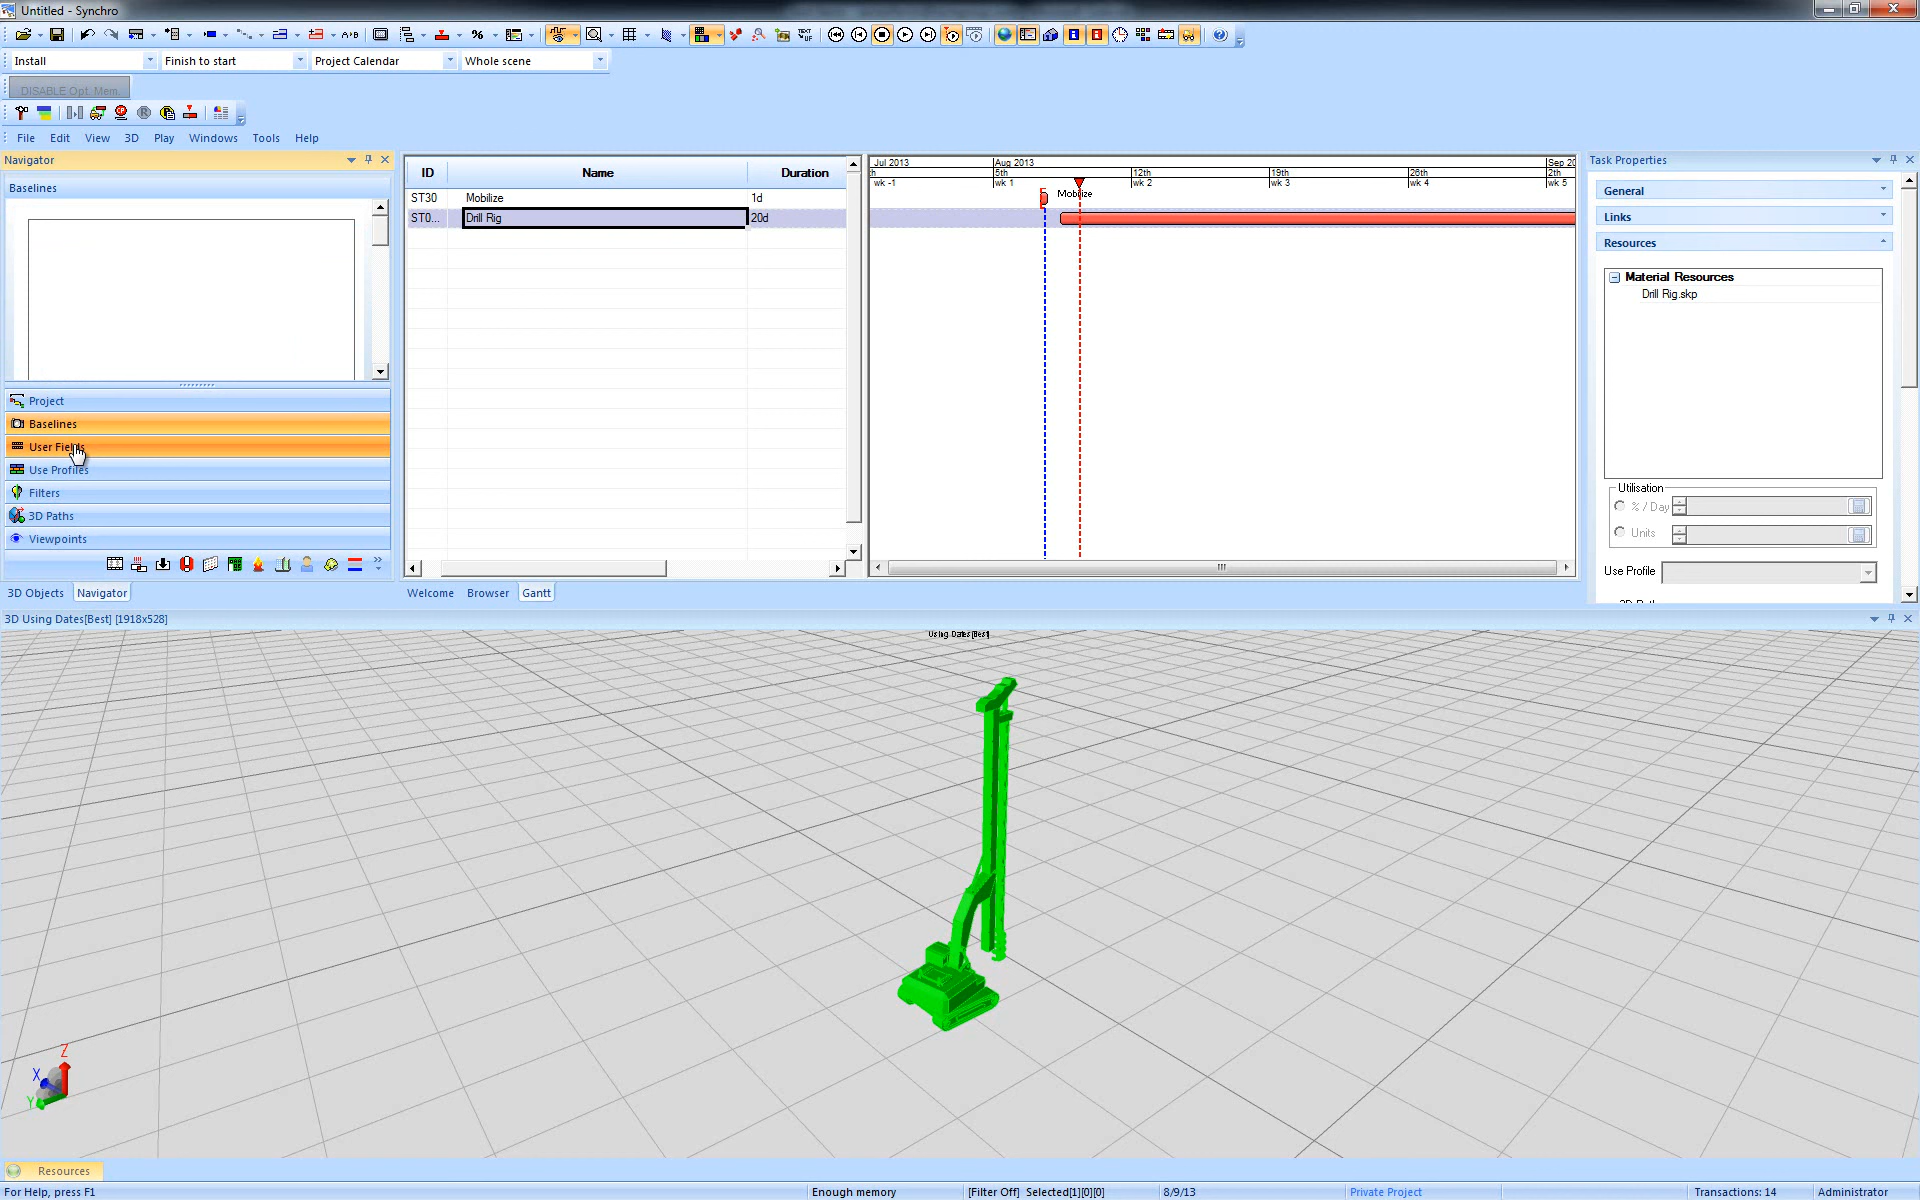 Untitled - Synchro
Install Finish to start Project Calendar Whole scene
DISABLE Opt. Mem.
File Edit View 3D Play Windows Tools Help
Navigator
Baselines
Project
Baselines
User Fields
Use Profiles
Filters
3D Paths
Viewpoints
3D Objects Navigator
ID Name Duration
ST30 Mobilize 1d
ST0... Drill Rig 20d
Welcome Browser Gantt
Jul 2013 Aug 2013 Sep 20
th 5th 12th 19th 26th 2th
wk -1 wk 1 wk 2 wk 3 wk 4 wk 5
Mobilize
Task Properties
General
Links
Resources
Material Resources
Drill Rig.skp
Utilisation
% / Day
Units
Use Profile
3D Using Dates[Best] [1918x528]
Using Dates[Best]
Z
X
Y
Resources
For Help, press F1 Enough memory [Filter Off] Selected[1][0][0] 8/9/13 Private Project Transactions: 14 Administrator